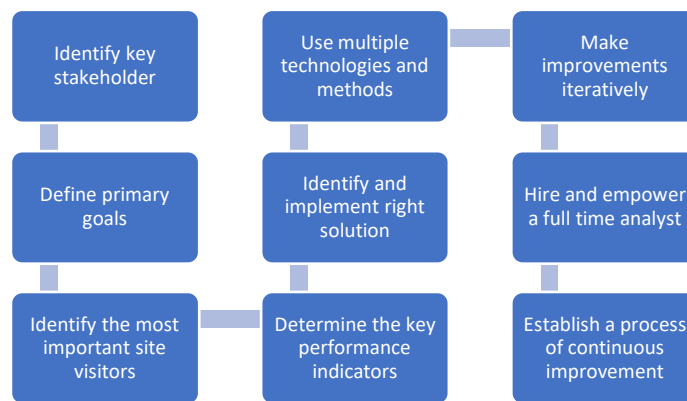 Identify key
stakeholder
Define primary
goals
Identify the most
important site
visitors
Determine the key
performance
indicators
Identify and
implement right
solution
Use multiple
technologies and
methods
Make
improvements
iteratively
Hire and empower
a full time analyst
Establish a process
of continuous
improvement